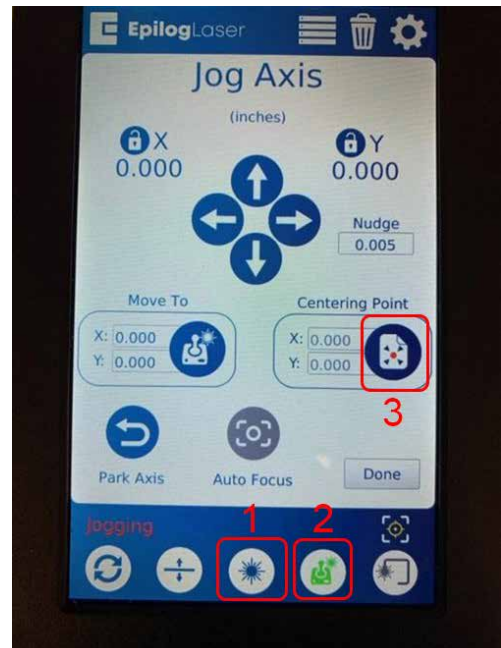 EpilogLaser
Jog Axis
(inches)
X
0.000
Y
0.000
Nudge
0.005
Move To
X: 0.000
Y: 0.000
Centering Point
X: 0.000
Y: 0.000
3
Park Axis
Auto Focus
Done
Jogging
1
2